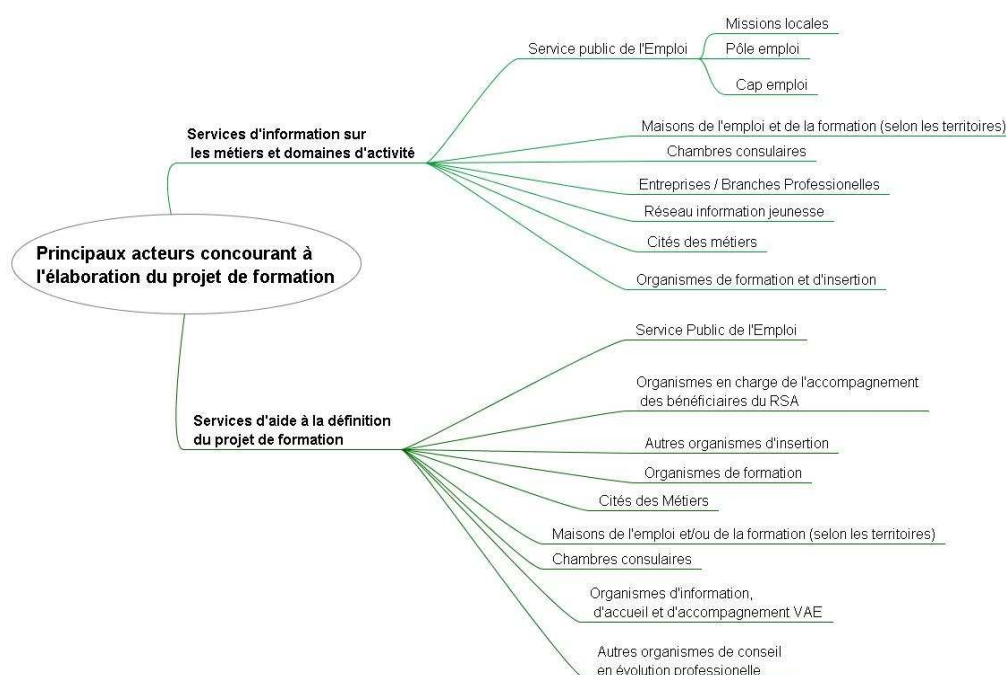 Principaux acteurs concourant à
l'élaboration du projet de formation
Services d'information sur
les métiers et domaines d'activité
Service public de l'Emploi
Missions locales
Pôle emploi
Cap emploi
Maisons de l'emploi et de la formation (selon les territoires)
Chambres consulaires
Entreprises / Branches Professionelles
Réseau information jeunesse
Cités des métiers
Organismes de formation et d'insertion
Services d'aide à la définition
du projet de formation
Service Public de l'Emploi
Organismes en charge de l'accompagnement
des bénéficiaires du RSA
Autres organismes d'insertion
Organismes de formation
Cités des Métiers
Maisons de l'emploi et/ou de la formation (selon les territoires)
Chambres consulaires
Organismes d'information,
d'accueil et d'accompagnement VAE
Autres organismes de conseil
en évolution professionelle